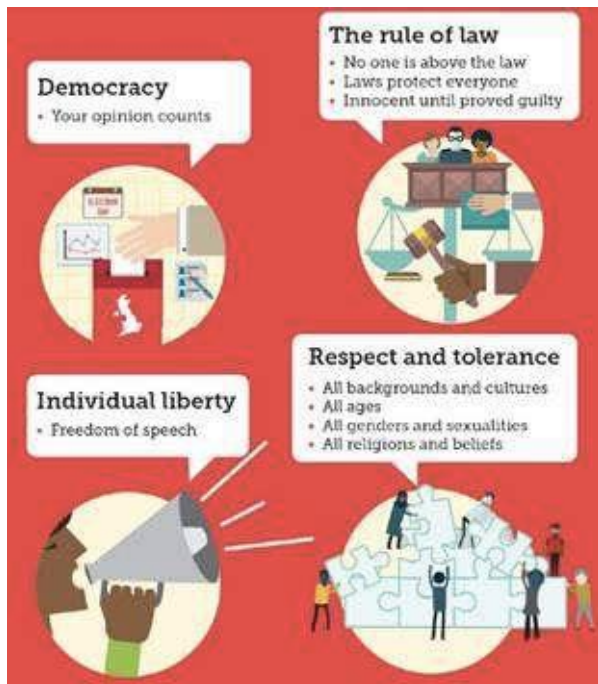 Democracy
• Your opinion counts
The rule of law
• No one is above the law
• Laws protect everyone
• Innocent until proved guilty
ELECTION
DAY
Individual liberty
• Freedom of speech
Respect and tolerance
• All backgrounds and cultures
• All ages
• All genders and sexualities
• All religions and beliefs